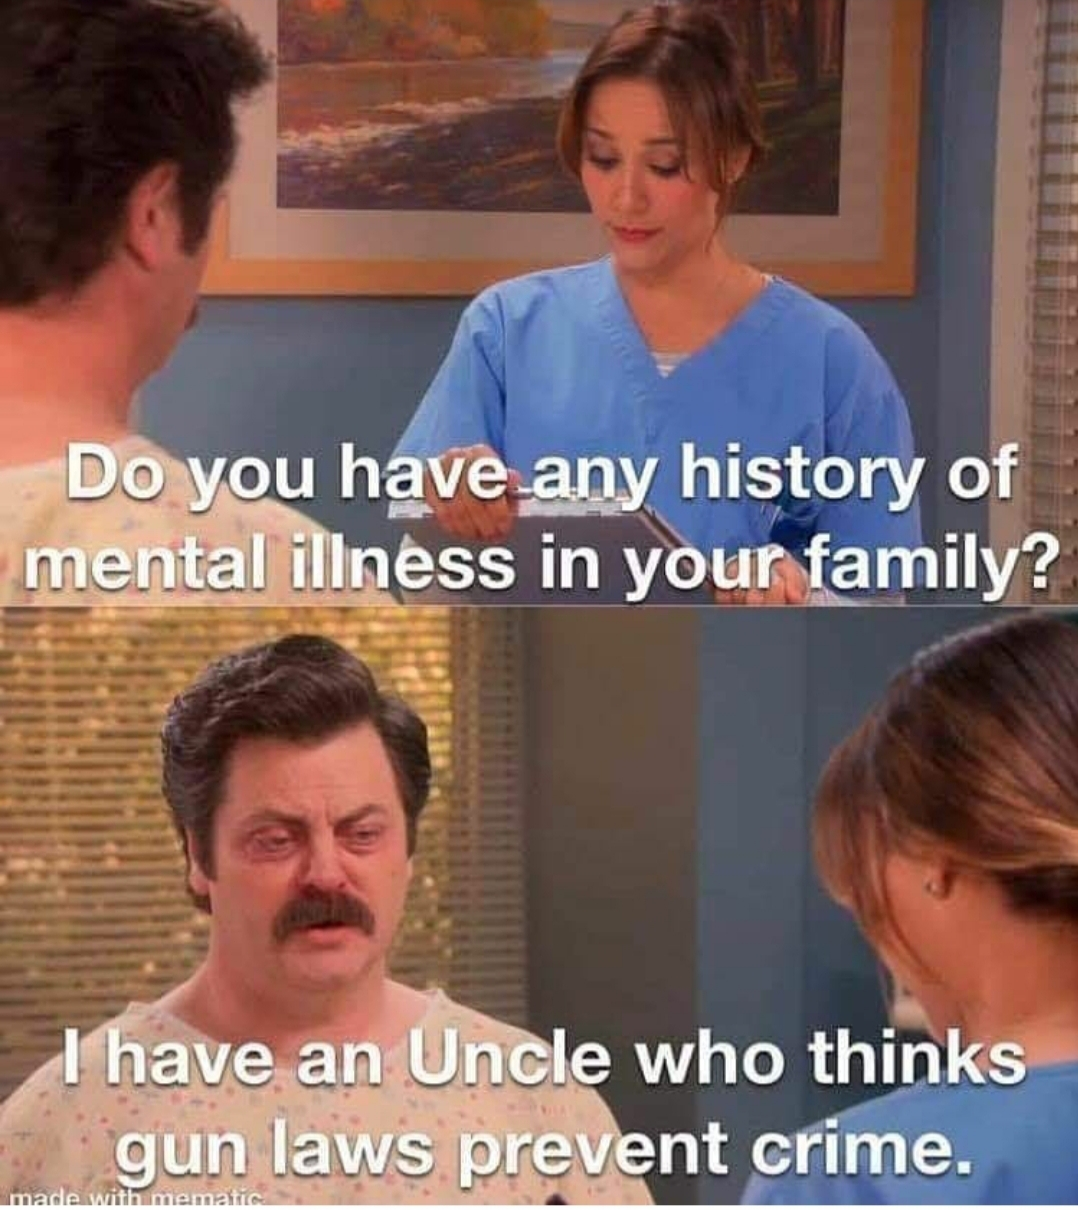 Do you have any history of
mental illness in your family?
I have an Uncle who thinks
gun laws prevent crime.
made with mematic